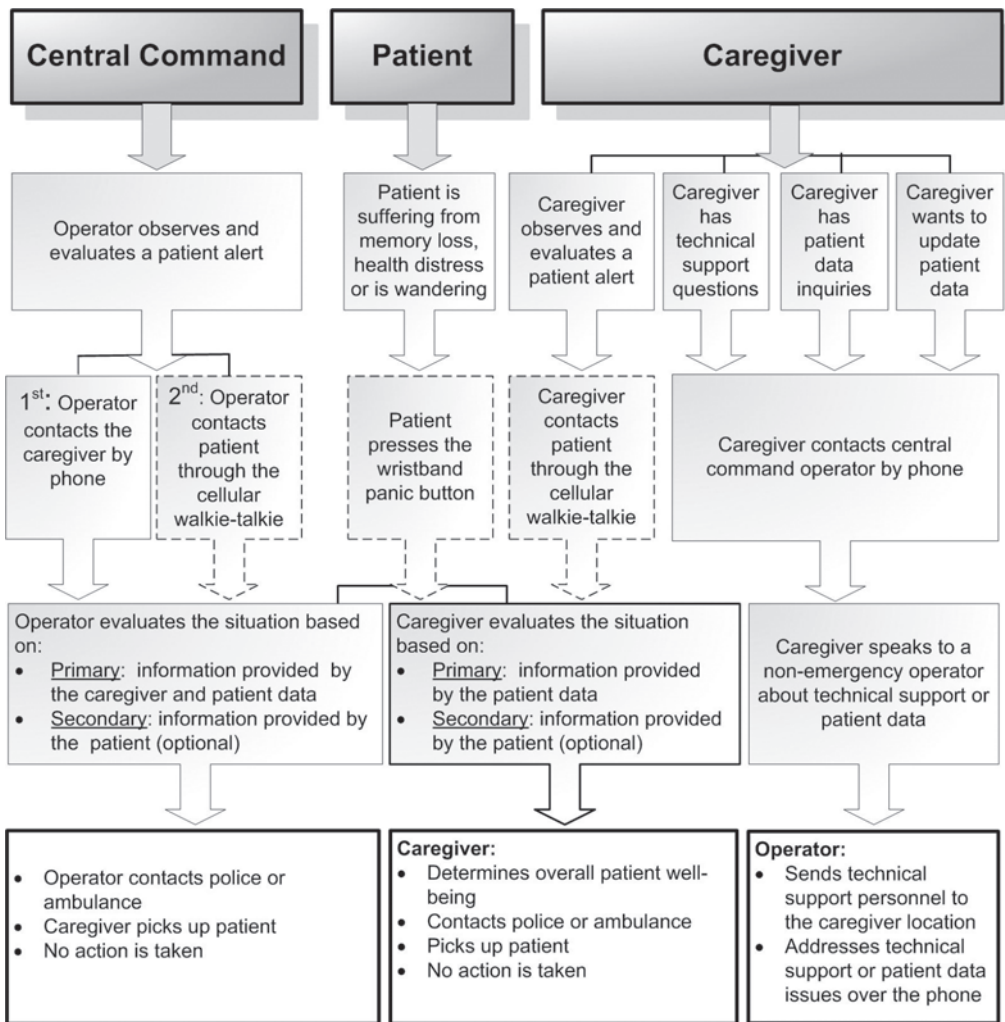 Central Command
Patient
Caregiver
Operator observes and
evaluates a patient alert
Patient is
suffering from
memory loss,
health distress
or is wandering
Caregiver
observes and
evaluates a
patient alert
Caregiver
has
technical
support
questions
Caregiver
has
patient
data
inquiries
Caregiver
wants to
update
patient
data
1st: Operator
contacts the
caregiver by
phone
2nd: Operator
contacts
patient
through the
cellular
walkie-talkie
Patient
presses the
wristband
panic button
Caregiver
contacts
patient
through the
cellular
walkie-talkie
Caregiver contacts central
command operator by phone
Operator evaluates the situation based
on:
• Primary: information provided by
the caregiver and patient data
• Secondary: information provided by
the patient (optional)
Caregiver evaluates the situation
based on:
• Primary: information provided
by the patient data
• Secondary: information provided
by the patient (optional)
Caregiver speaks to a
non-emergency operator
about technical support or
patient data
• Operator contacts police or
ambulance
• Caregiver picks up patient
• No action is taken
Caregiver:
• Determines overall patient well-
being
• Contacts police or ambulance
• Picks up patient
• No action is taken
Operator:
• Sends technical
support personnel to
the caregiver location
• Addresses technical
support or patient data
issues over the phone